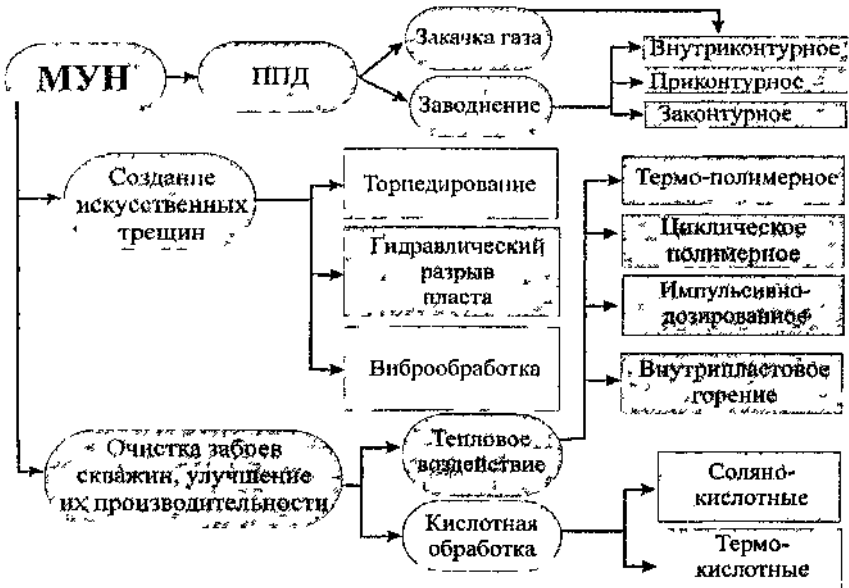 МУН
ППД
Закачка газа
Заводнение
Внутриконтурное
Приконтурное
Законтурное
Создание
искусственных
трещин
Торпедирование
Гидравлический
разрыв
пласта
Виброобработка
Термо-полимерное
Циклическое
полимерное
Импульсивно-
дозированное
Внутрипластовое
горение
Очистка забоев
скважин, улучшение
их производительности
Тепловое
воздействие
Кислотная
обработка
Соляно-
кислотные
Термо-
кислотные